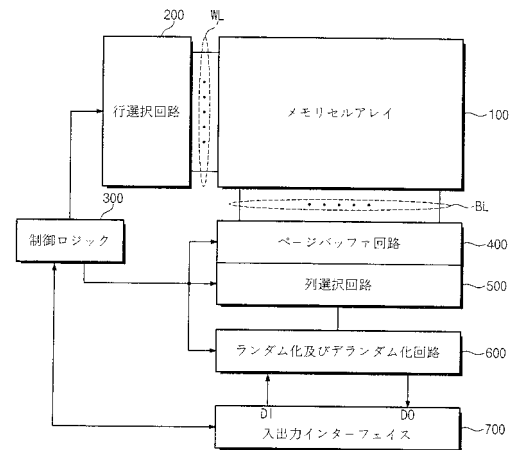 200
WL
行選択回路
メモリセルアレイ
100
300
BL
制御ロジック
ページバッファ回路
400
列選択回路
500
ランダム化及びデランダム化回路
600
DI
DO
入出力インターフェイス
700